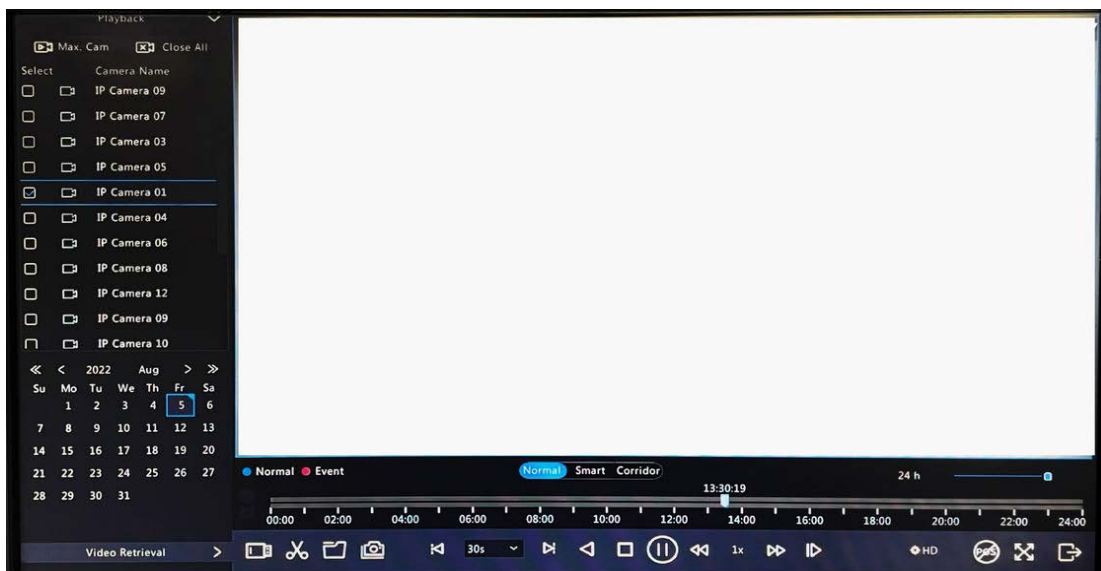 Playback
Max. Cam Close All
Select Camera Name
IP Camera 09
IP Camera 07
IP Camera 03
IP Camera 05
IP Camera 01
IP Camera 04
IP Camera 06
IP Camera 08
IP Camera 12
IP Camera 09
IP Camera 10
« < 2022 Aug > »
Su Mo Tu We Th Fr Sa
1 2 3 4 5 6
7 8 9 10 11 12 13
14 15 16 17 18 19 20
21 22 23 24 25 26 27
28 29 30 31
Video Retrieval >
Normal Event
Normal Smart Corridor
24 h
13:30:19
00:00 02:00 04:00 06:00 08:00 10:00 12:00 14:00 16:00 18:00 20:00 22:00 24:00
30s 1x HD POS